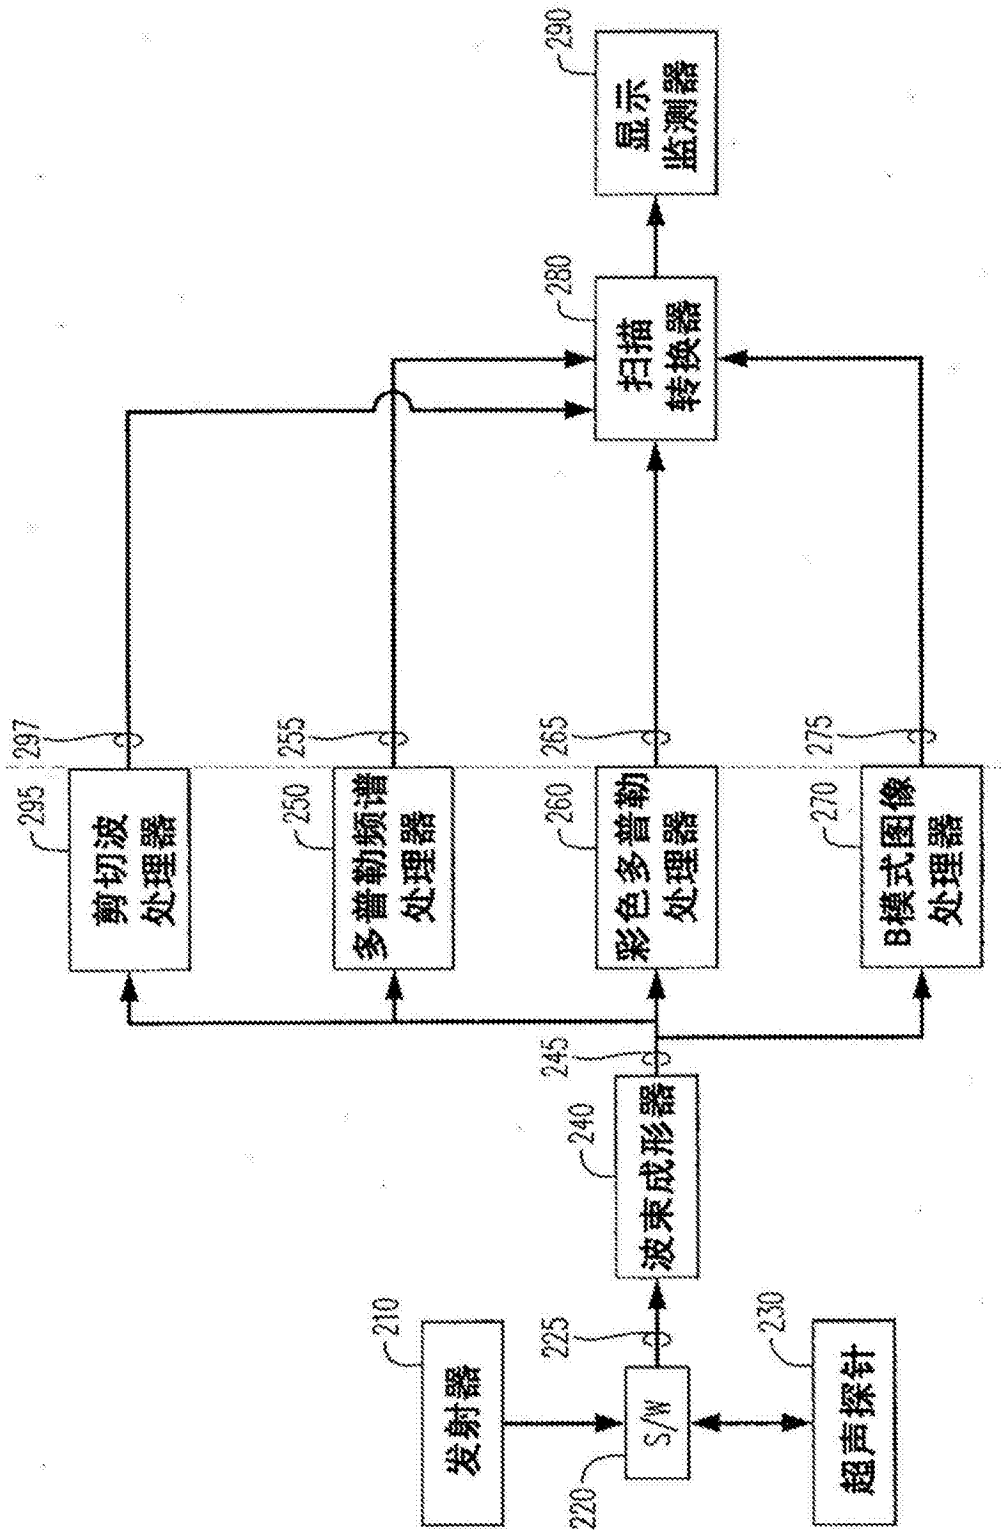 295
剪切波
处理器
297
210
发射器
250
多普勒频谱
处理器
255
220
S/W
225
240
波束成形器
245
260
彩色多普勒
处理器
265
280
扫描
转换器
290
显示
监测器
230
超声探针
270
B模式图像
处理器
275